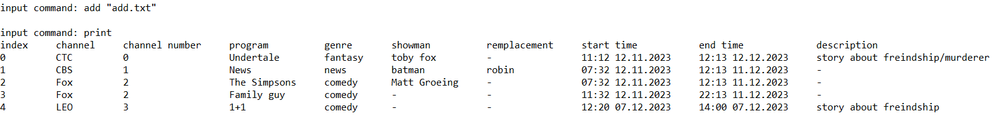 input command: add "add.txt"
input command: print
index channel channel number program genre showman remplacement start time end time description
0 CTC 0 Undertale fantasy toby fox - 11:12 12.11.2023 12:13 12.12.2023 story about freindship/murderer
1 CBS 1 News news batman robin 07:32 12.11.2023 12:13 11.12.2023 -
2 Fox 2 The Simpsons comedy Matt Groeing - 07:32 12.11.2023 12:13 11.12.2023 -
3 Fox 2 Family guy comedy - - 11:32 12.11.2023 22:13 11.12.2023 -
4 LEO 3 1+1 comedy - - 12:20 07.12.2023 14:00 07.12.2023 story about freindship